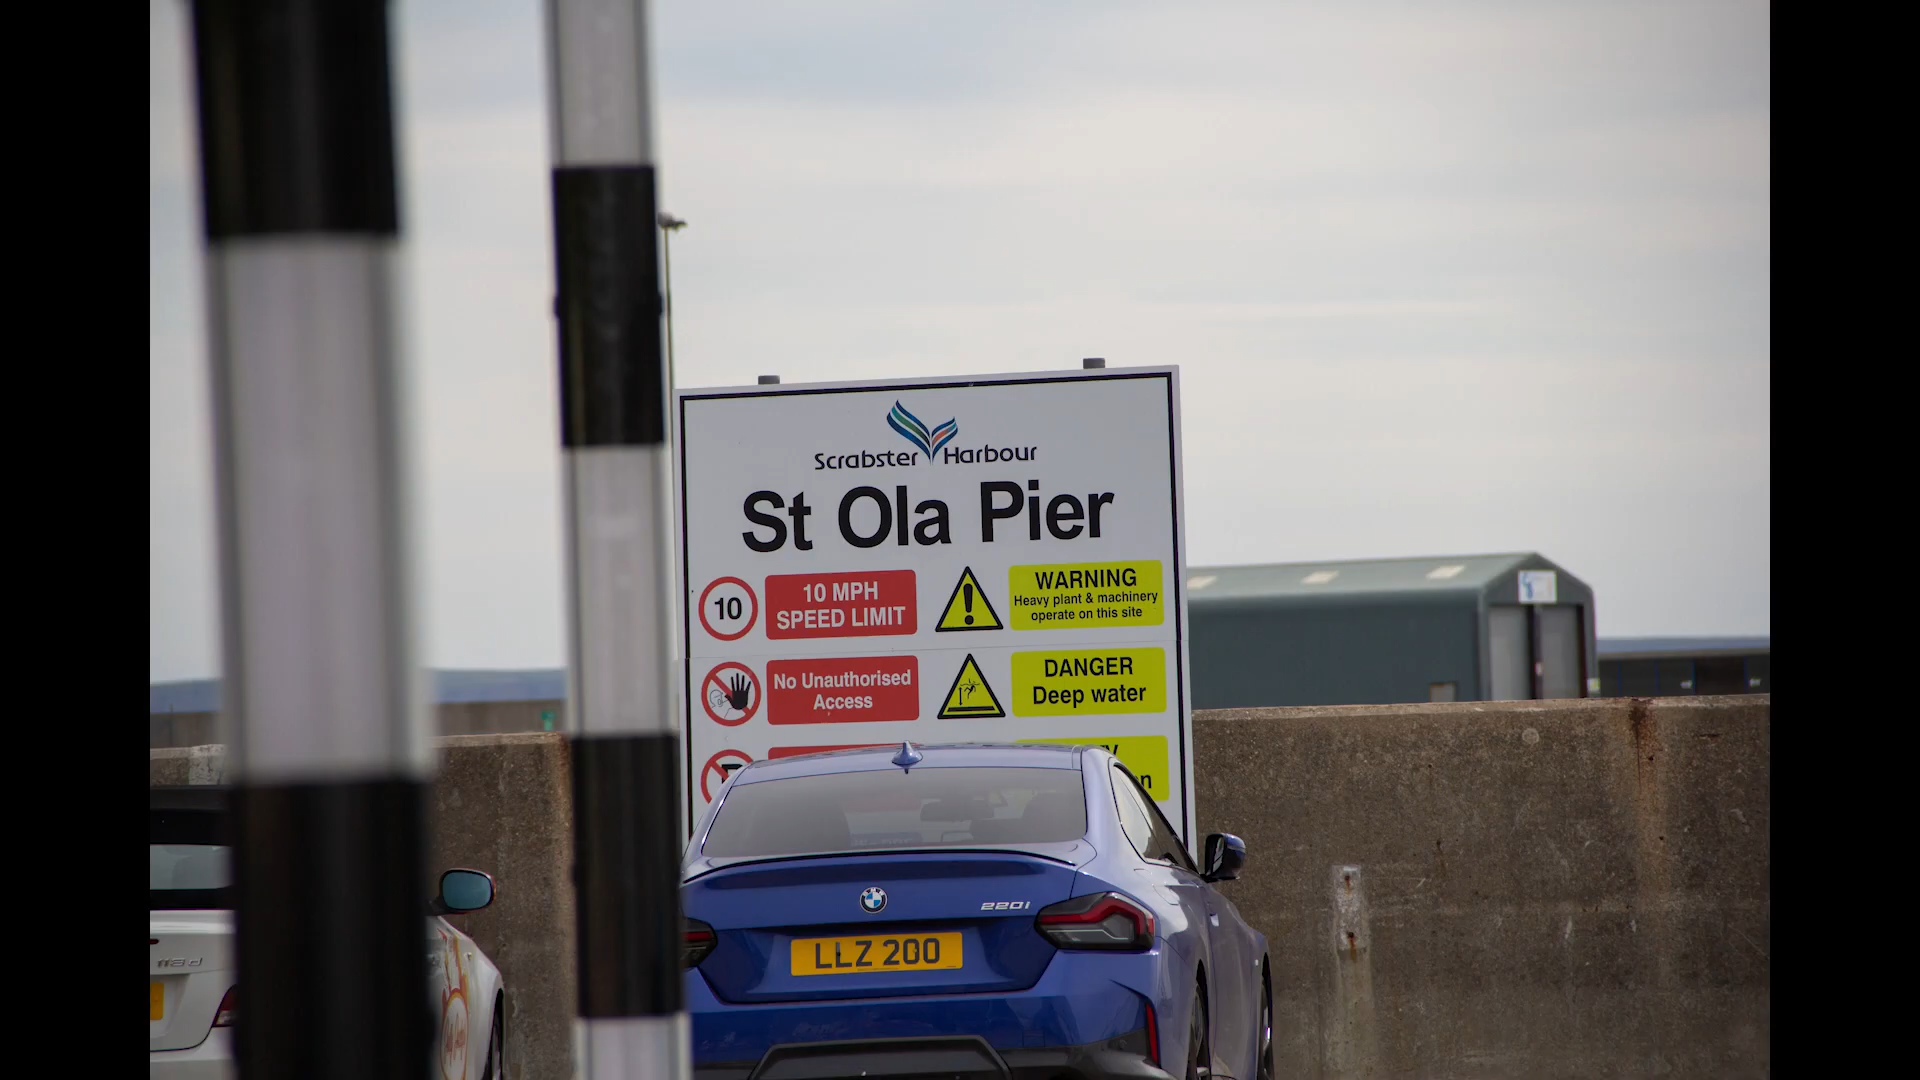 Scrabster Harbour
St Ola Pier
10
10 MPH
SPEED LIMIT
WARNING
Heavy plant & machinery
operate on this site
No Unauthorised
Access
DANGER
Deep water
220i
LLZ 200
118d